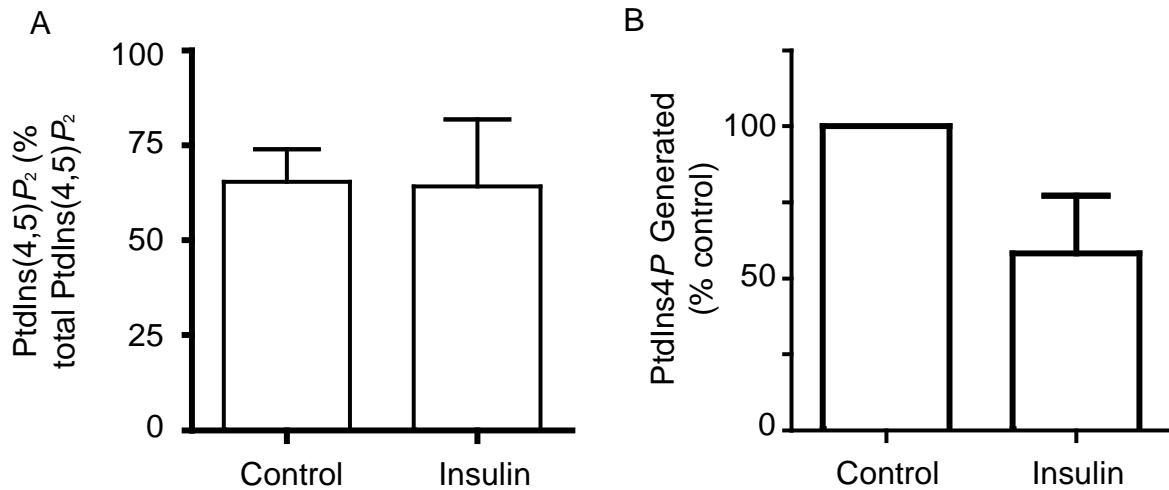 A
PtdIns(4,5)P₂ (%
total PtdIns(4,5)P₂
100
75
50
25
0
Control
Insulin
B
PtdIns4P Generated
(% control)
100
50
0
Control
Insulin